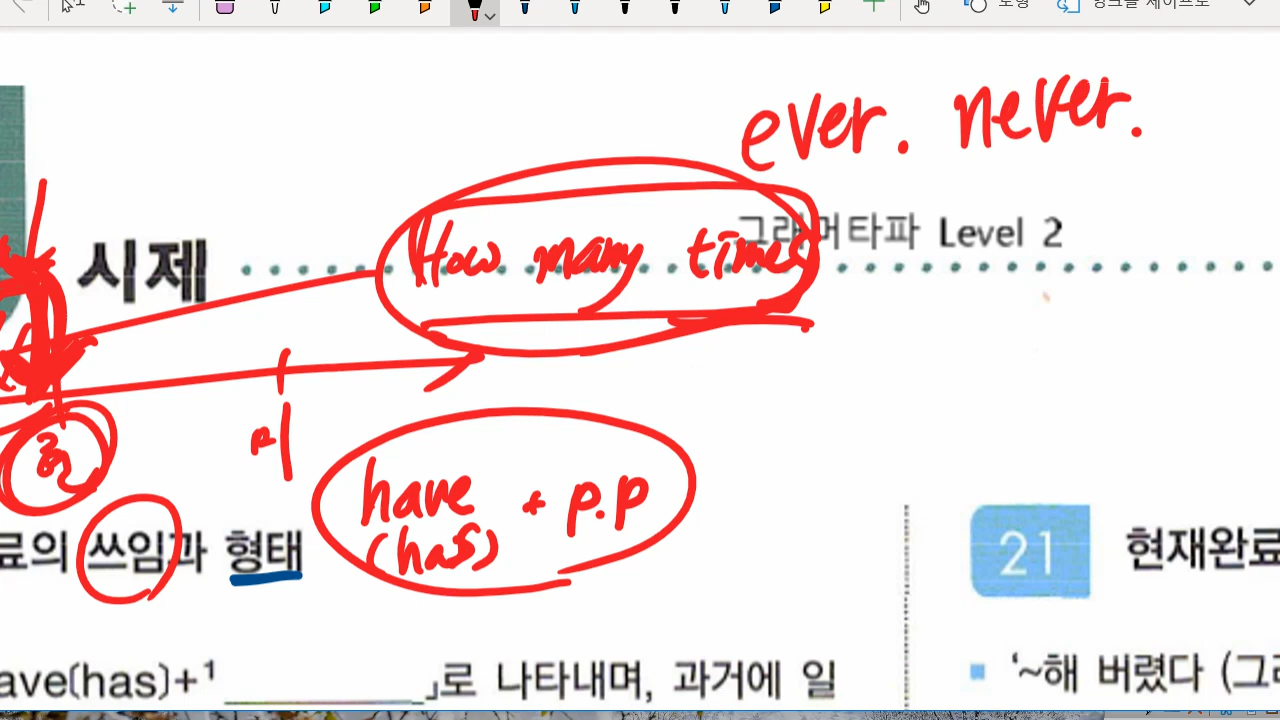 ever. never.
그래머타파 Level 2
시제
How many times
have + p.p
(has)
료의 쓰임과 형태
21 현재완료
ave(has)+¹ 」로 나타내며, 과거에 일
‘~해 버렸다 (그